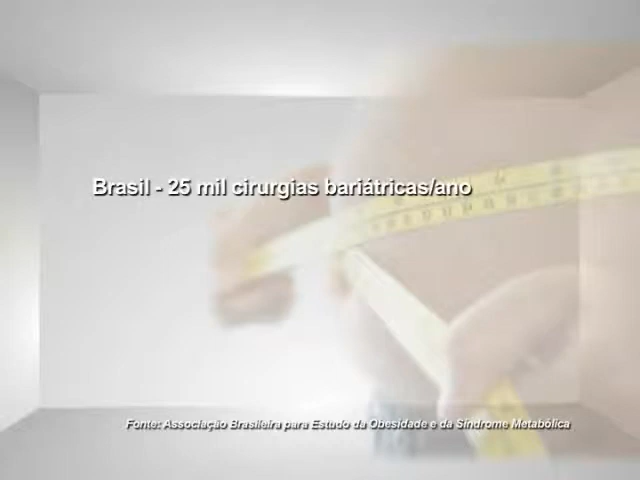 Brasil - 25 mil cirurgias bariátricas/ano
Fonte: Associação Brasileira para Estudo da Obesidade e da Síndrome Metabólica